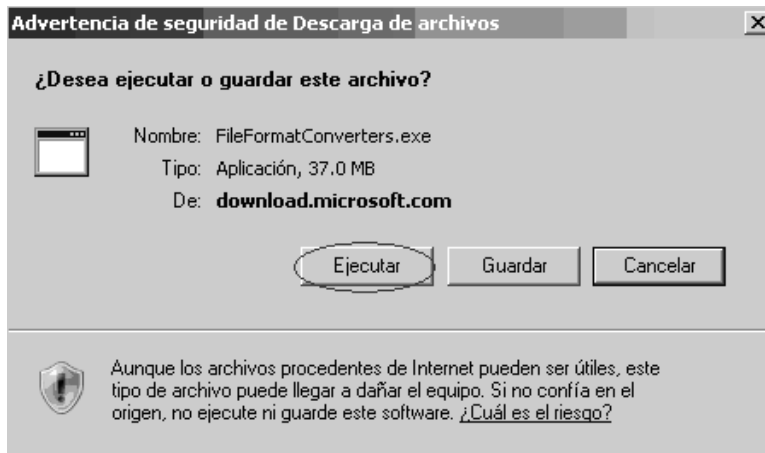 Advertencia de seguridad de Descarga de archivos
¿Desea ejecutar o guardar este archivo?
Nombre: FileFormatConverters.exe
Tipo: Aplicación, 37.0 MB
De: download.microsoft.com
Ejecutar Guardar Cancelar
Aunque los archivos procedentes de Internet pueden ser útiles, este
tipo de archivo puede llegar a dañar el equipo. Si no confía en el
origen, no ejecute ni guarde este software. ¿Cuál es el riesgo?